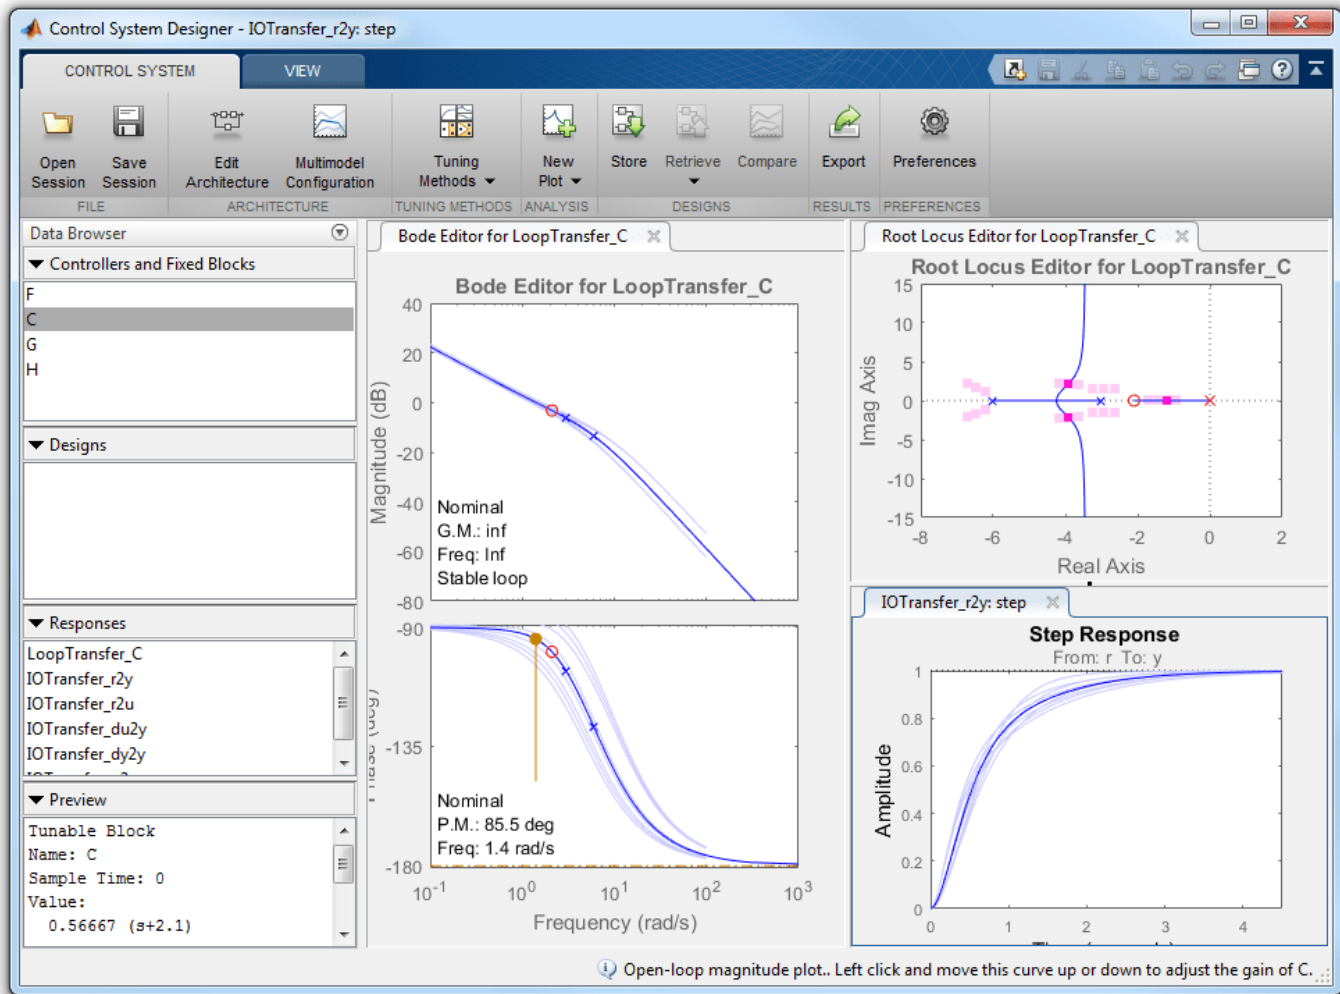 Control System Designer - IOTransfer_r2y: step
CONTROL SYSTEM
VIEW
Open Session
Save Session
Edit Architecture
Multimodel Configuration
Tuning Methods
New Plot
Store
Retrieve
Compare
Export
Preferences
FILE
ARCHITECTURE
TUNING METHODS
ANALYSIS
DESIGNS
RESULTS
PREFERENCES
Data Browser
Controllers and Fixed Blocks
F
C
G
H
Designs
Responses
LoopTransfer_C
IOTransfer_r2y
IOTransfer_r2u
IOTransfer_du2y
IOTransfer_dy2y
Preview
Tunable Block
Name: C
Sample Time: 0
Value:
0.56667 (s+2.1)
Bode Editor for LoopTransfer_C
Bode Editor for LoopTransfer_C
Magnitude (dB)
40
20
0
-20
-40
-60
-80
Nominal
G.M.: inf
Freq: Inf
Stable loop
-90
-135
-180
Nominal
P.M.: 85.5 deg
Freq: 1.4 rad/s
10^-1
10^0
10^1
10^2
10^3
Frequency (rad/s)
Root Locus Editor for LoopTransfer_C
Root Locus Editor for LoopTransfer_C
Imag Axis
15
10
5
0
-5
-10
-15
-8
-6
-4
-2
0
2
Real Axis
IOTransfer_r2y: step
Step Response
From: r To: y
Amplitude
1
0.8
0.6
0.4
0.2
0
0
1
2
3
4
Open-loop magnitude plot.. Left click and move this curve up or down to adjust the gain of C.